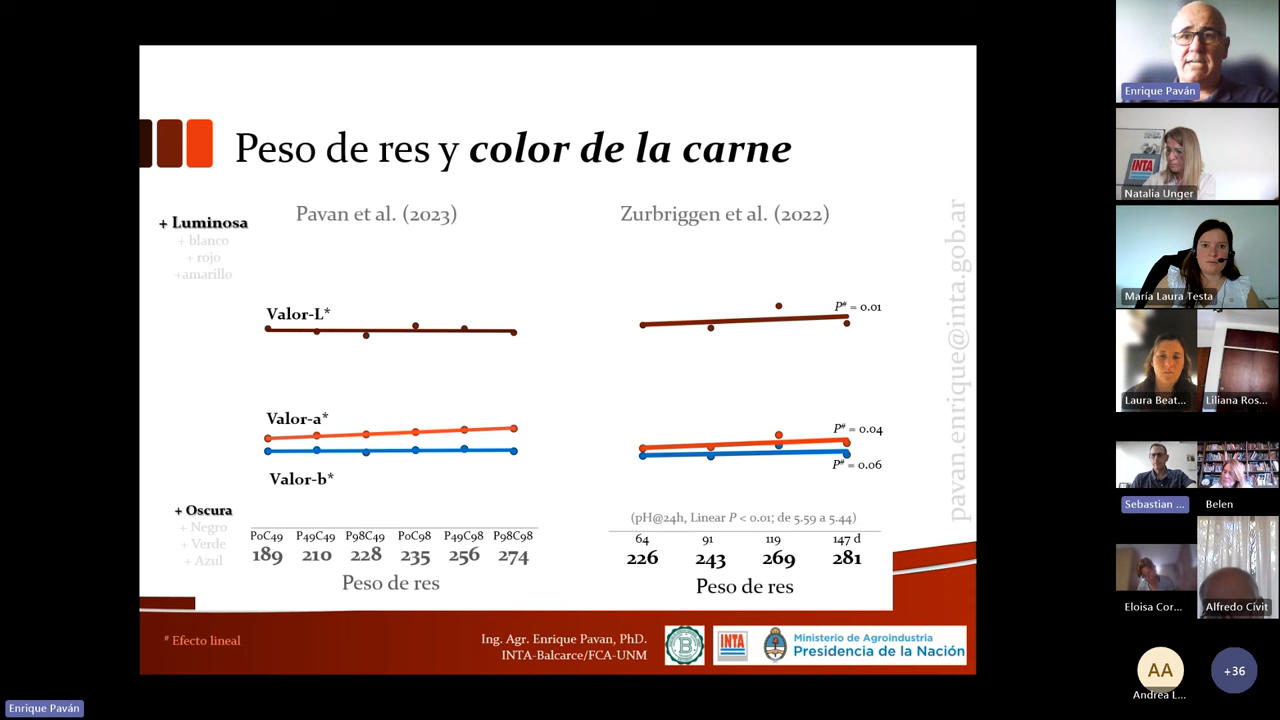 Peso de res y color de la carne
+ Luminosa
+ blanco
+ rojo
+amarillo
Pavan et al. (2023)
Zurbriggen et al. (2022)
Valor-L*
P# = 0.01
Valor-a*
P# = 0.04
Valor-b*
P# = 0.06
+ Oscura
+ Negro
+ Verde
+ Azul
P0C49 P49C49 P98C49 P0C98 P49C98 P98C98
189 210 228 235 256 274
Peso de res
(pH@24h, Linear P < 0.01; de 5.59 a 5.44)
64 91 119 147 d
226 243 269 281
Peso de res
pavan.enrique@inta.gob.ar
# Efecto lineal
Ing. Agr. Enrique Pavan, PhD.
INTA-Balcarce/FCA-UNM
B
INTA
Ministerio de Agroindustria
Presidencia de la Nación
Enrique Paván
INTA
Natalia Unger
María Laura Testa
Laura Beat...
Liliana Ros...
Sebastian ...
Belen
Eloisa Cor...
Alfredo Cívit
AA
Andrea L...
+36
Enrique Paván